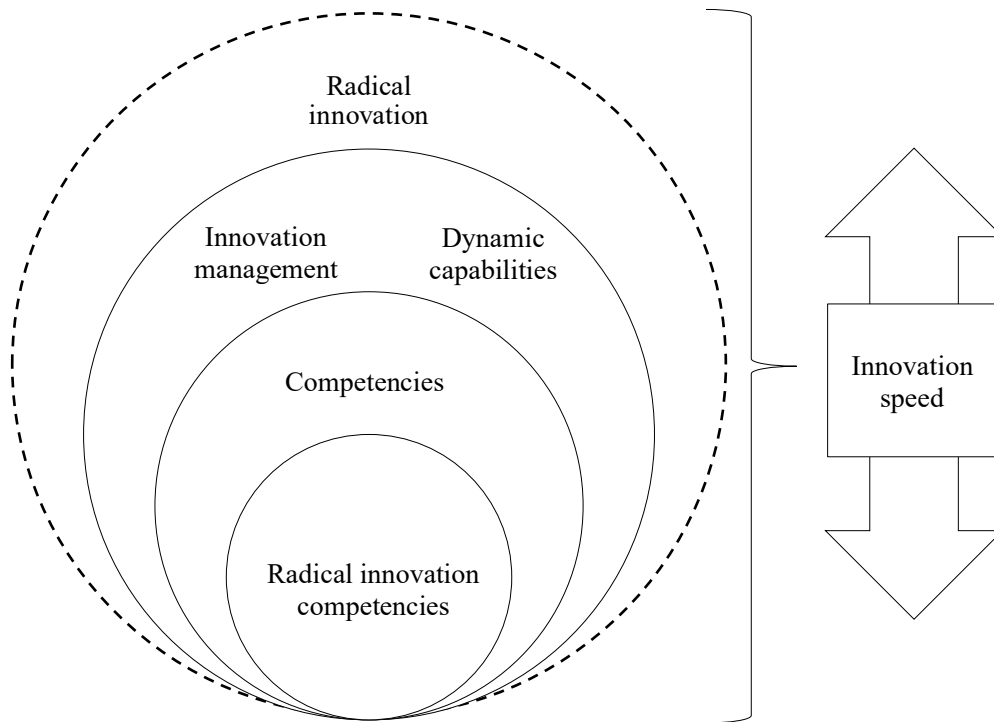 Radical
innovation
Innovation
management
Dynamic
capabilities
Competencies
Radical innovation
competencies
Innovation
speed